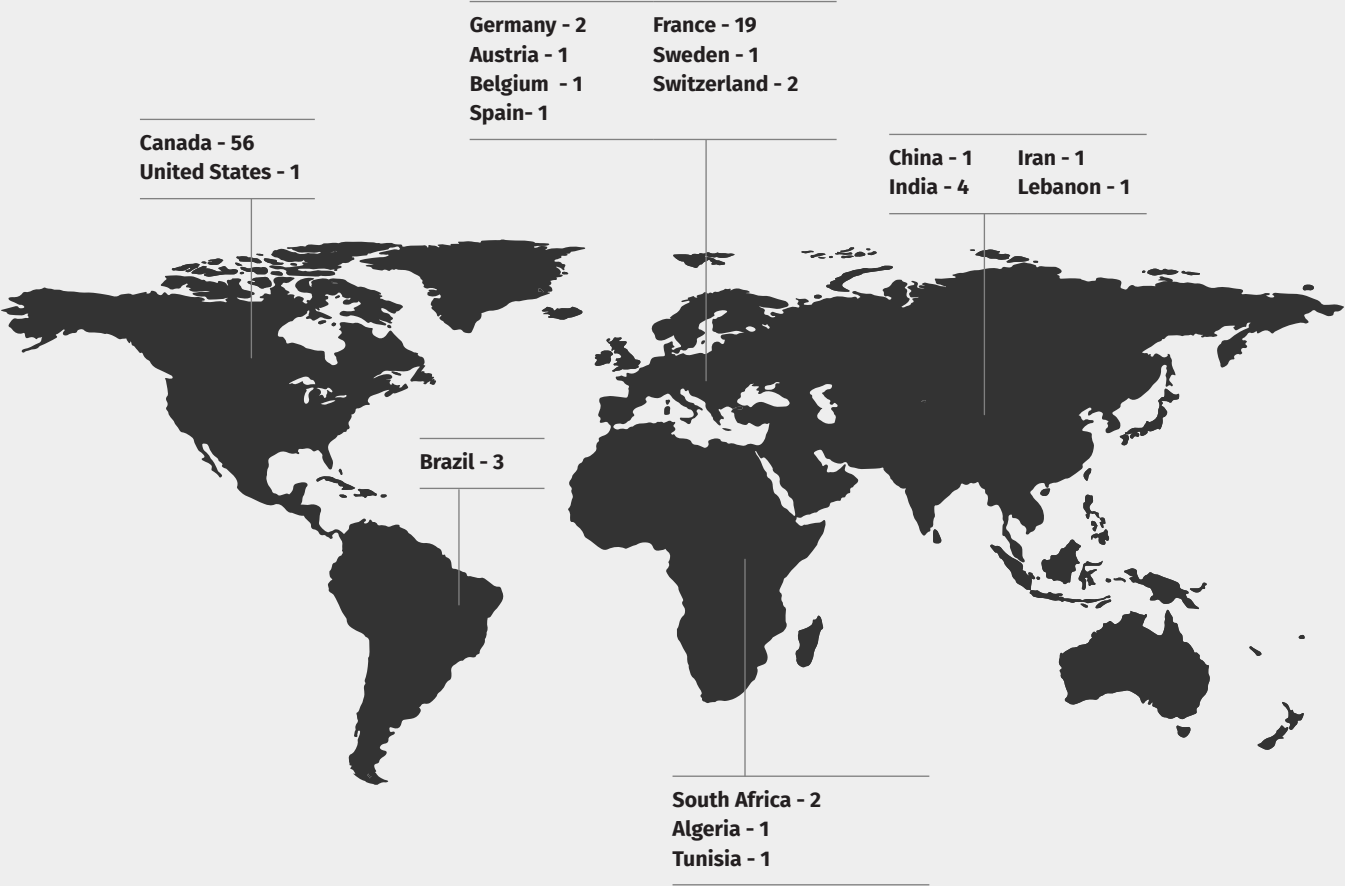 Germany - 2
Austria - 1
Belgium - 1
Spain- 1
France - 19
Sweden - 1
Switzerland - 2
Canada - 56
United States - 1
China - 1
India - 4
Iran - 1
Lebanon - 1
Brazil - 3
South Africa - 2
Algeria - 1
Tunisia - 1